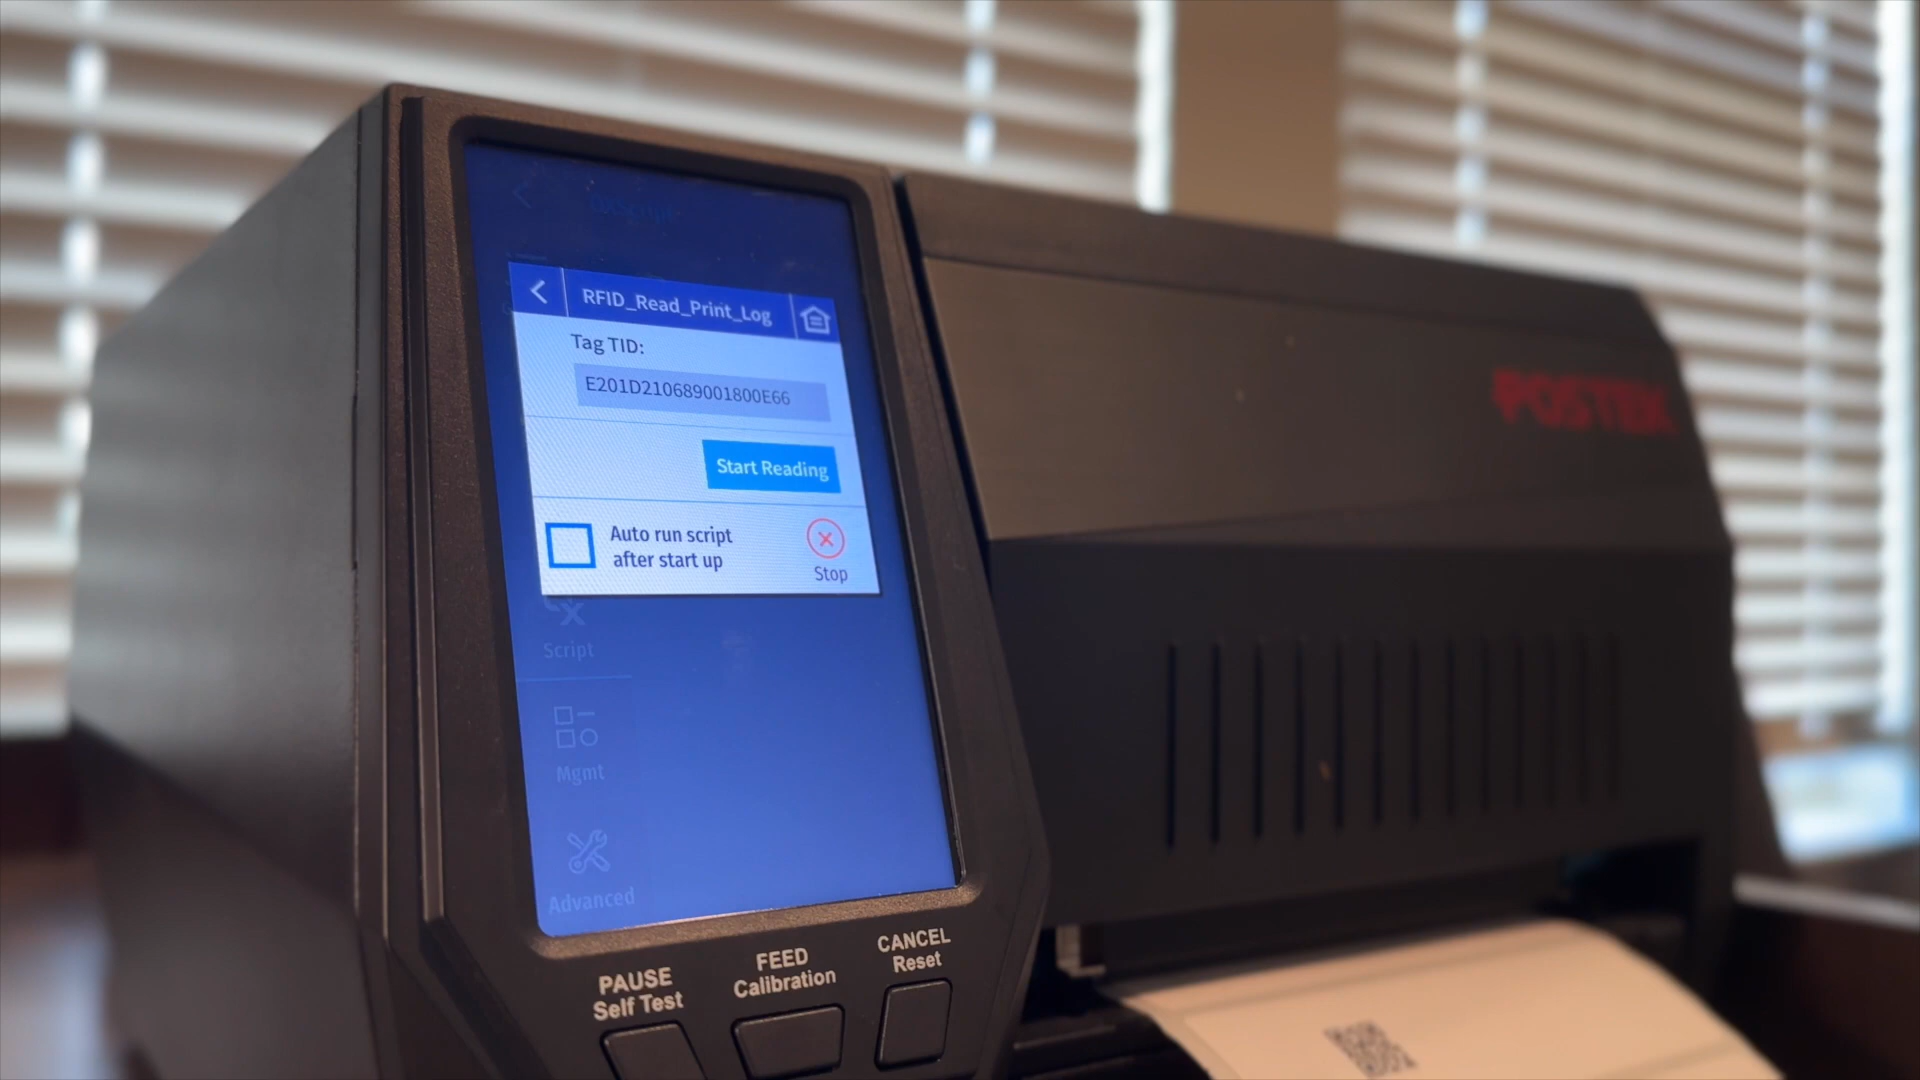 RFID_Read_Print_Log
Tag TID:
E201D210689001800E66
Start Reading
Auto run script
after start up
Stop
Script
Mgmt
Advanced
POSTEK
PAUSE
Self Test
FEED
Calibration
CANCEL
Reset